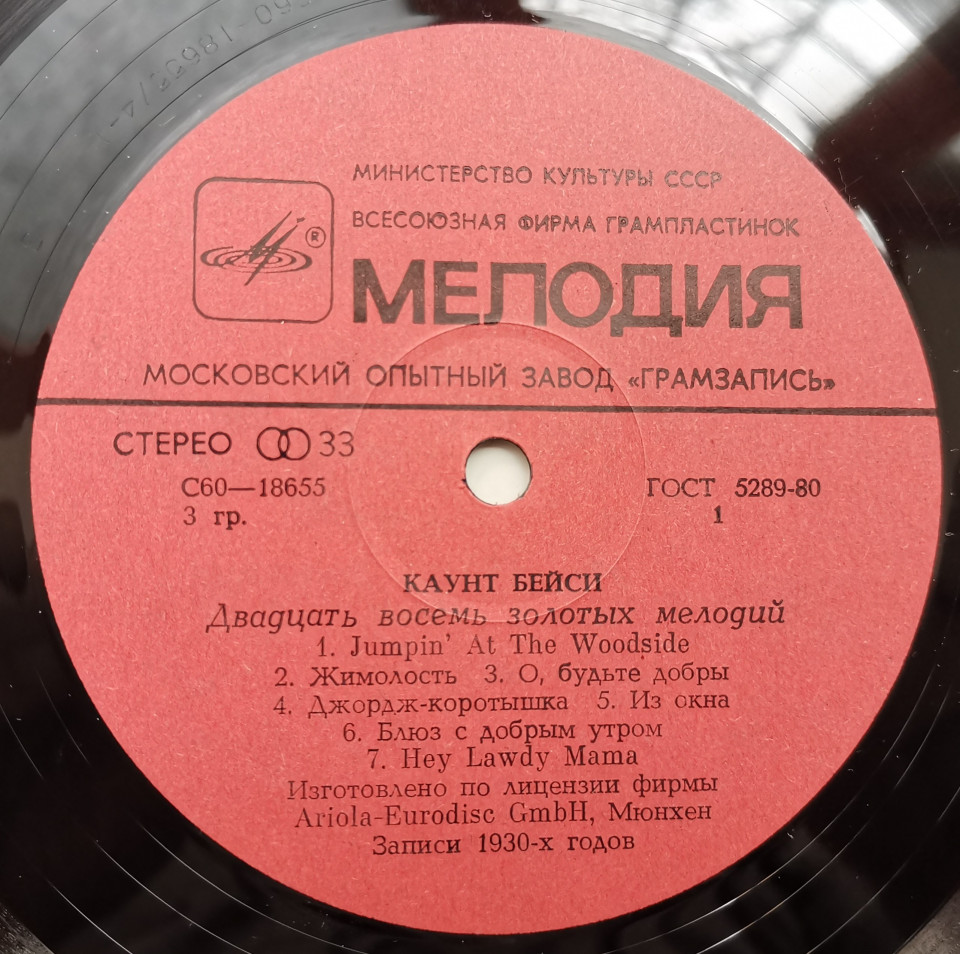 МИНИСТЕРСТВО КУЛЬТУРЫ СССР
ВСЕСОЮЗНАЯ ФИРМА ГРАМПЛАСТИНОК
®
МЕЛОДИЯ
МОСКОВСКИЙ ОПЫТНЫЙ ЗАВОД «ГРАМЗАПИСЬ»
СТЕРЕО 33
С60—18655 ГОСТ 5289-80
3 гр. 1
КАУНТ БЕЙСИ
Двадцать восемь золотых мелодий
1. Jumpin' At The Woodside
2. Жимолость 3. О, будьте добры
4. Джордж-коротышка 5. Из окна
6. Блюз с добрым утром
7. Hey Lawdy Mama
Изготовлено по лицензии фирмы
Ariola-Eurodisc GmbH, Мюнхен
Записи 1930-х годов